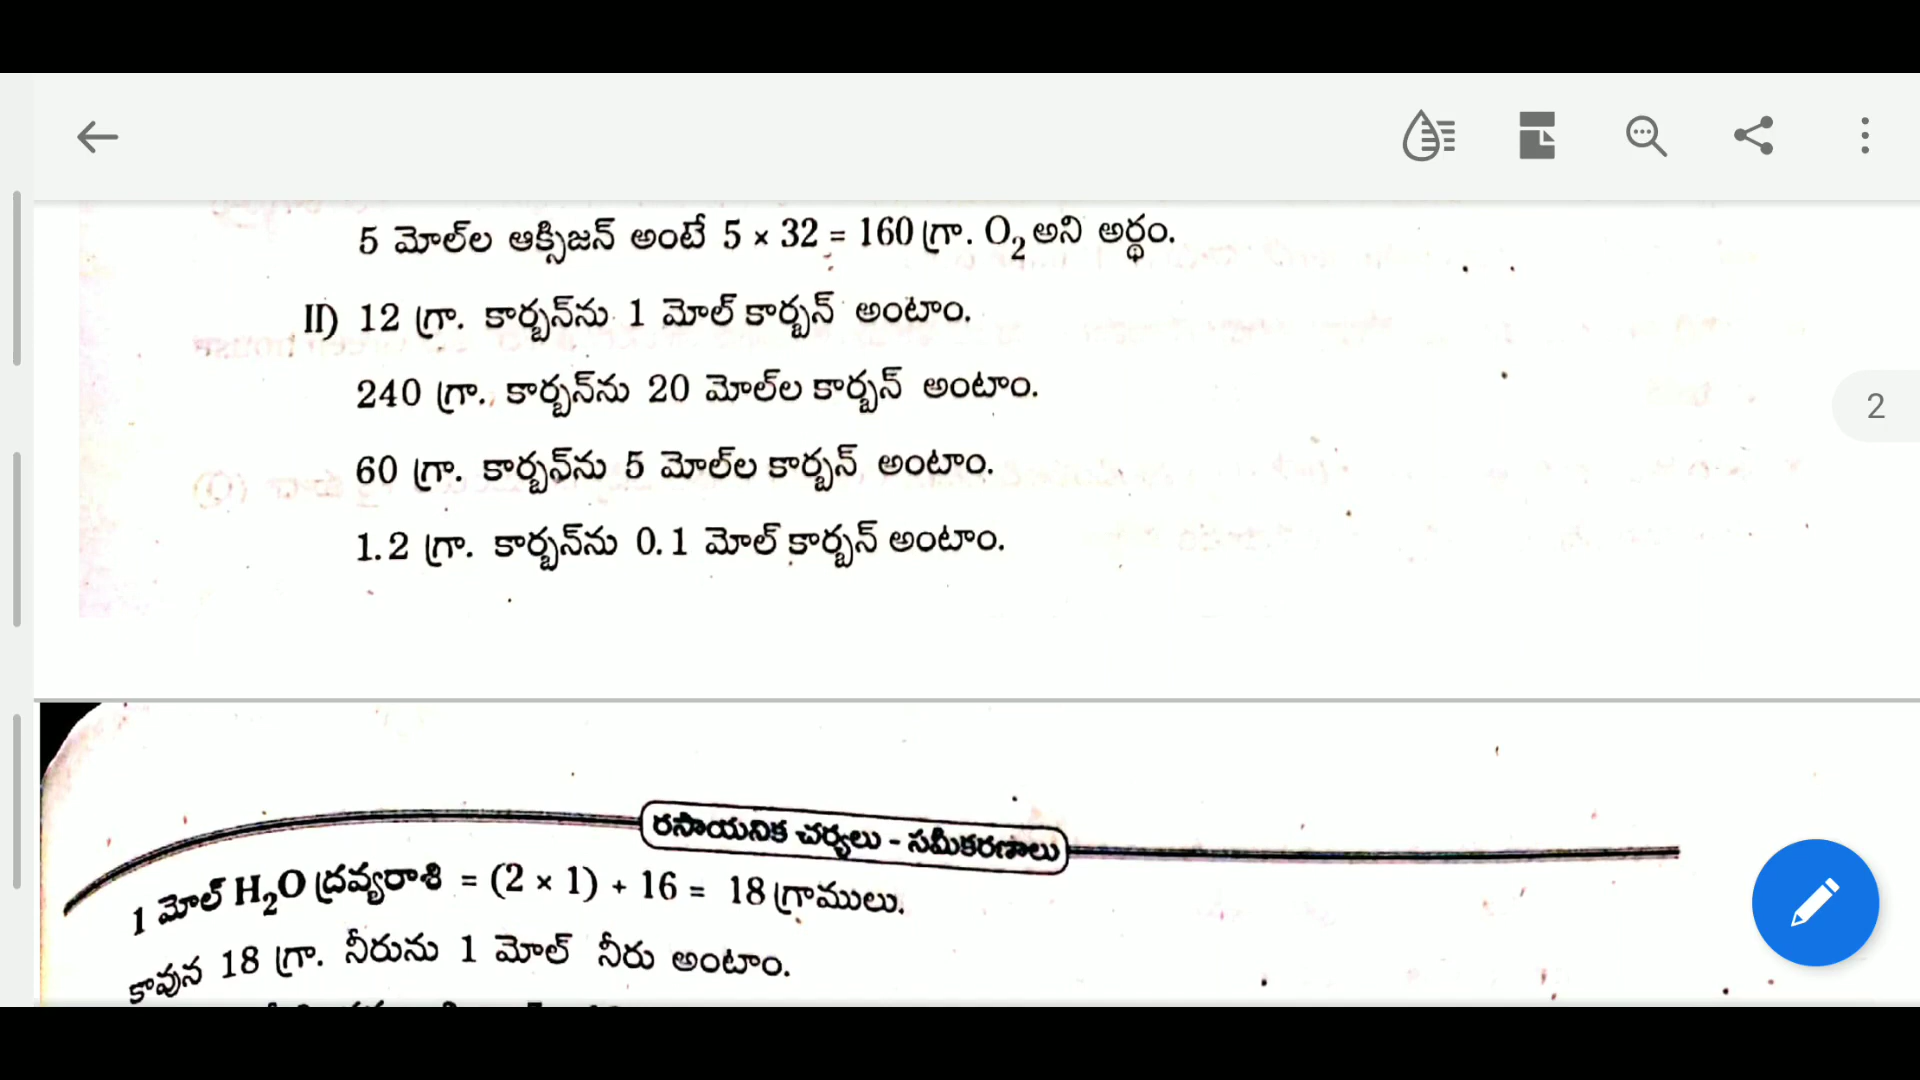 5 మోల్‌ల ఆక్సిజన్ అంటే 5 × 32 = 160 గ్రా. O₂ అని అర్థం.
II) 12 గ్రా. కార్బన్‌ను 1 మోల్ కార్బన్ అంటాం.
240 గ్రా. కార్బన్‌ను 20 మోల్‌ల కార్బన్ అంటాం.
2
60 గ్రా. కార్బన్‌ను 5 మోల్‌ల కార్బన్ అంటాం.
1.2 గ్రా. కార్బన్‌ను 0.1 మోల్ కార్బన్ అంటాం.
రసాయనిక చర్యలు - సమీకరణాలు
1 మోల్ H₂O ద్రవ్యరాశి = (2 × 1) + 16 = 18 గ్రాములు.
కావున 18 గ్రా. నీరును 1 మోల్ నీరు అంటాం.